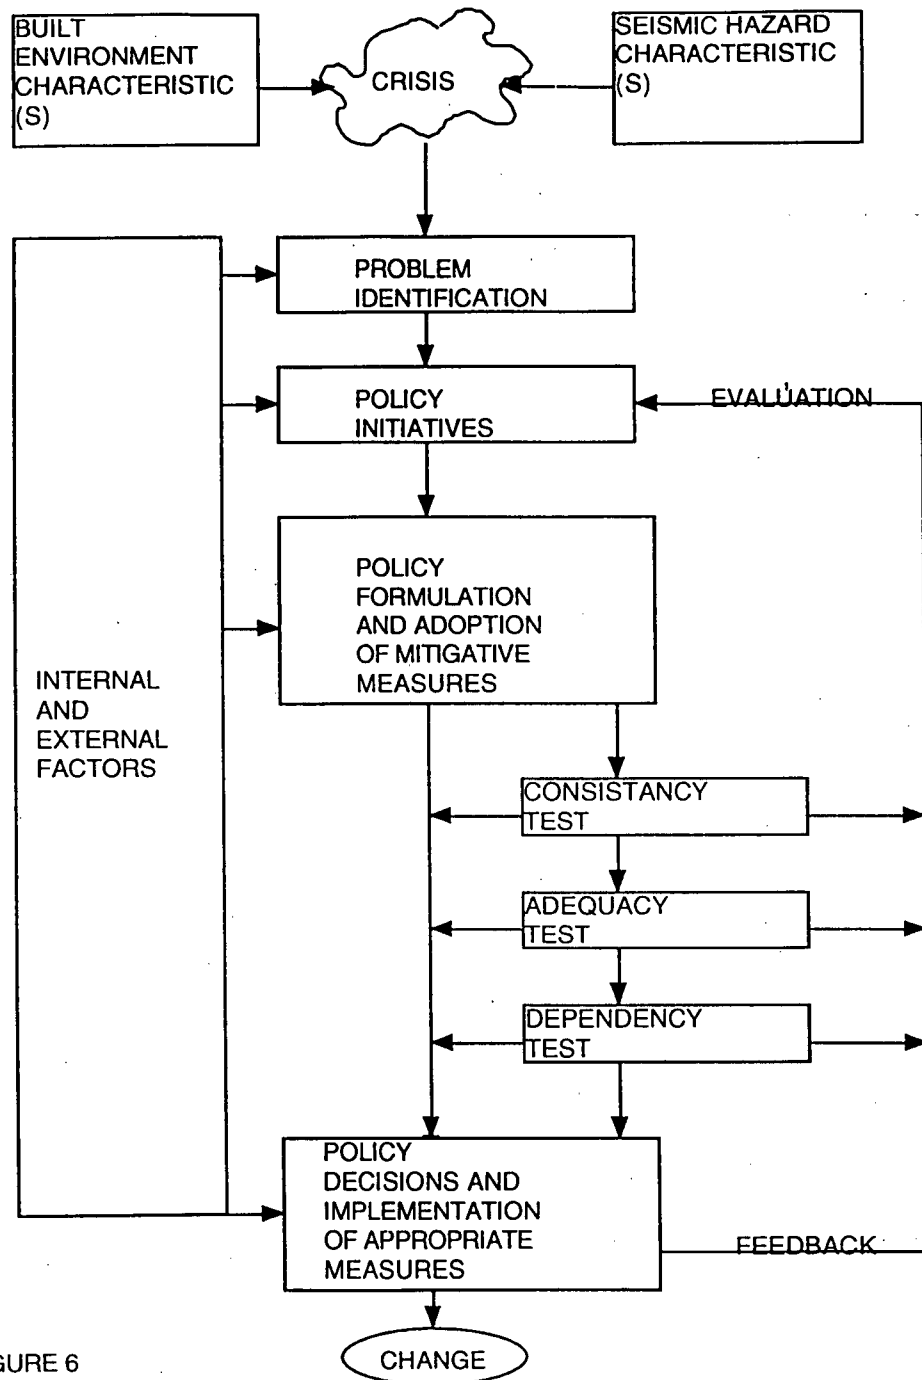 BUILT
ENVIRONMENT
CHARACTERISTIC
(S)
CRISIS
SEISMIC HAZARD
CHARACTERISTIC
(S)
PROBLEM
IDENTIFICATION
POLICY
INITIATIVES
EVALUATION
POLICY
FORMULATION
AND ADOPTION
OF MITIGATIVE
MEASURES
INTERNAL
AND
EXTERNAL
FACTORS
CONSISTANCY
TEST
ADEQUACY
TEST
DEPENDENCY
TEST
POLICY
DECISIONS AND
IMPLEMENTATION
OF APPROPRIATE
MEASURES
FEEDBACK
CHANGE
GURE 6